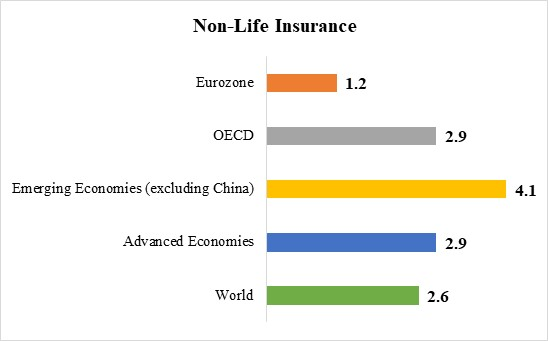 Non-Life Insurance
Eurozone 1.2
OECD 2.9
Emerging Economies (excluding China) 4.1
Advanced Economies 2.9
World 2.6